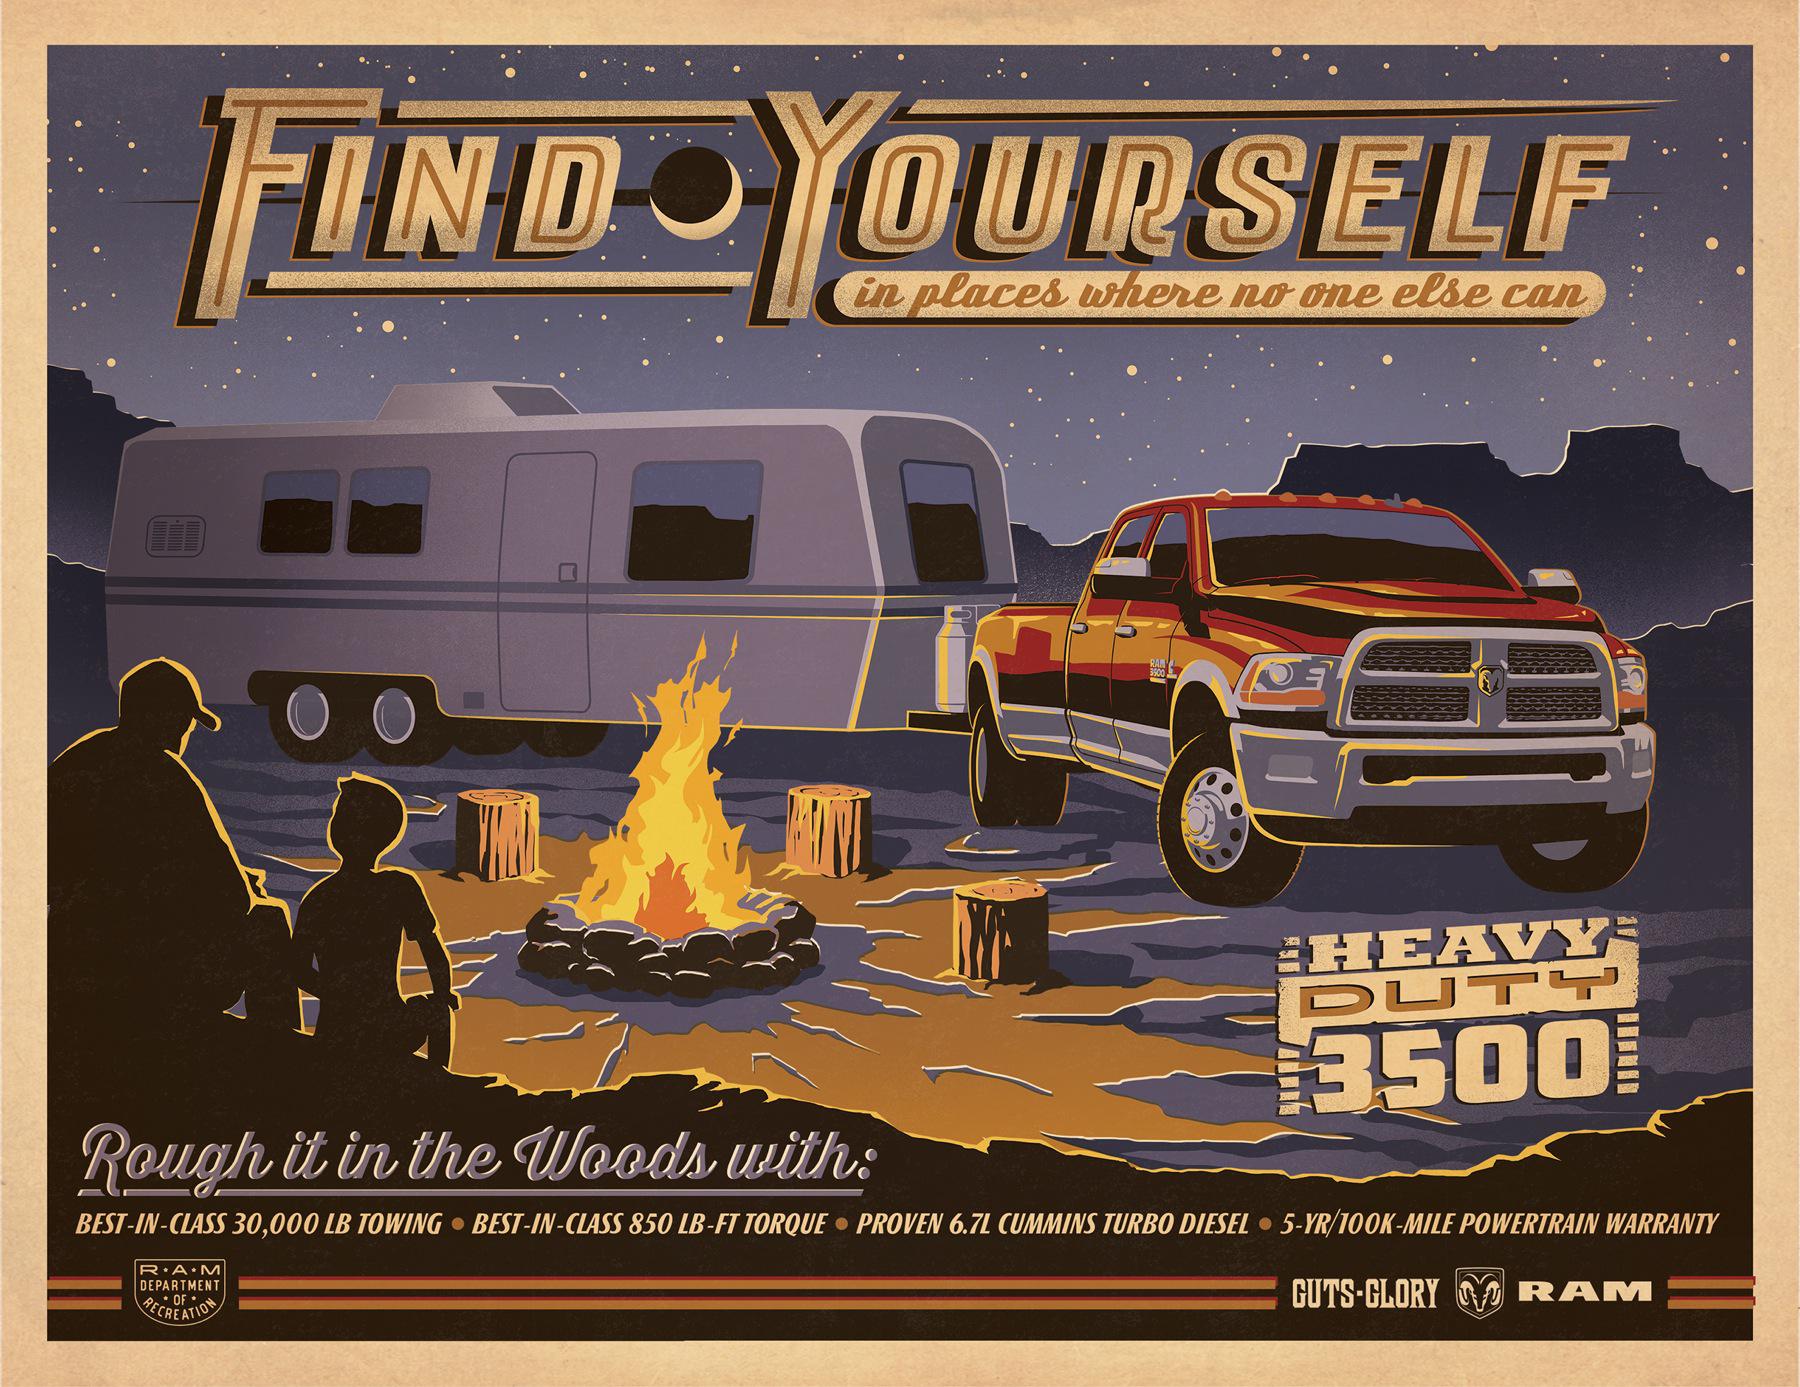 FIND YOURSELF
in places where no one else can
RAM
3500
HEAVY
DUTY
3500
Rough it in the Woods with:
BEST-IN-CLASS 30,000 LB TOWING • BEST-IN-CLASS 850 LB-FT TORQUE • PROVEN 6.7L CUMMINS TURBO DIESEL • 5-YR/100K-MILE POWERTRAIN WARRANTY
R★A★M
DEPARTMENT
★ OF ★
RECREATION
GUTS·GLORY RAM